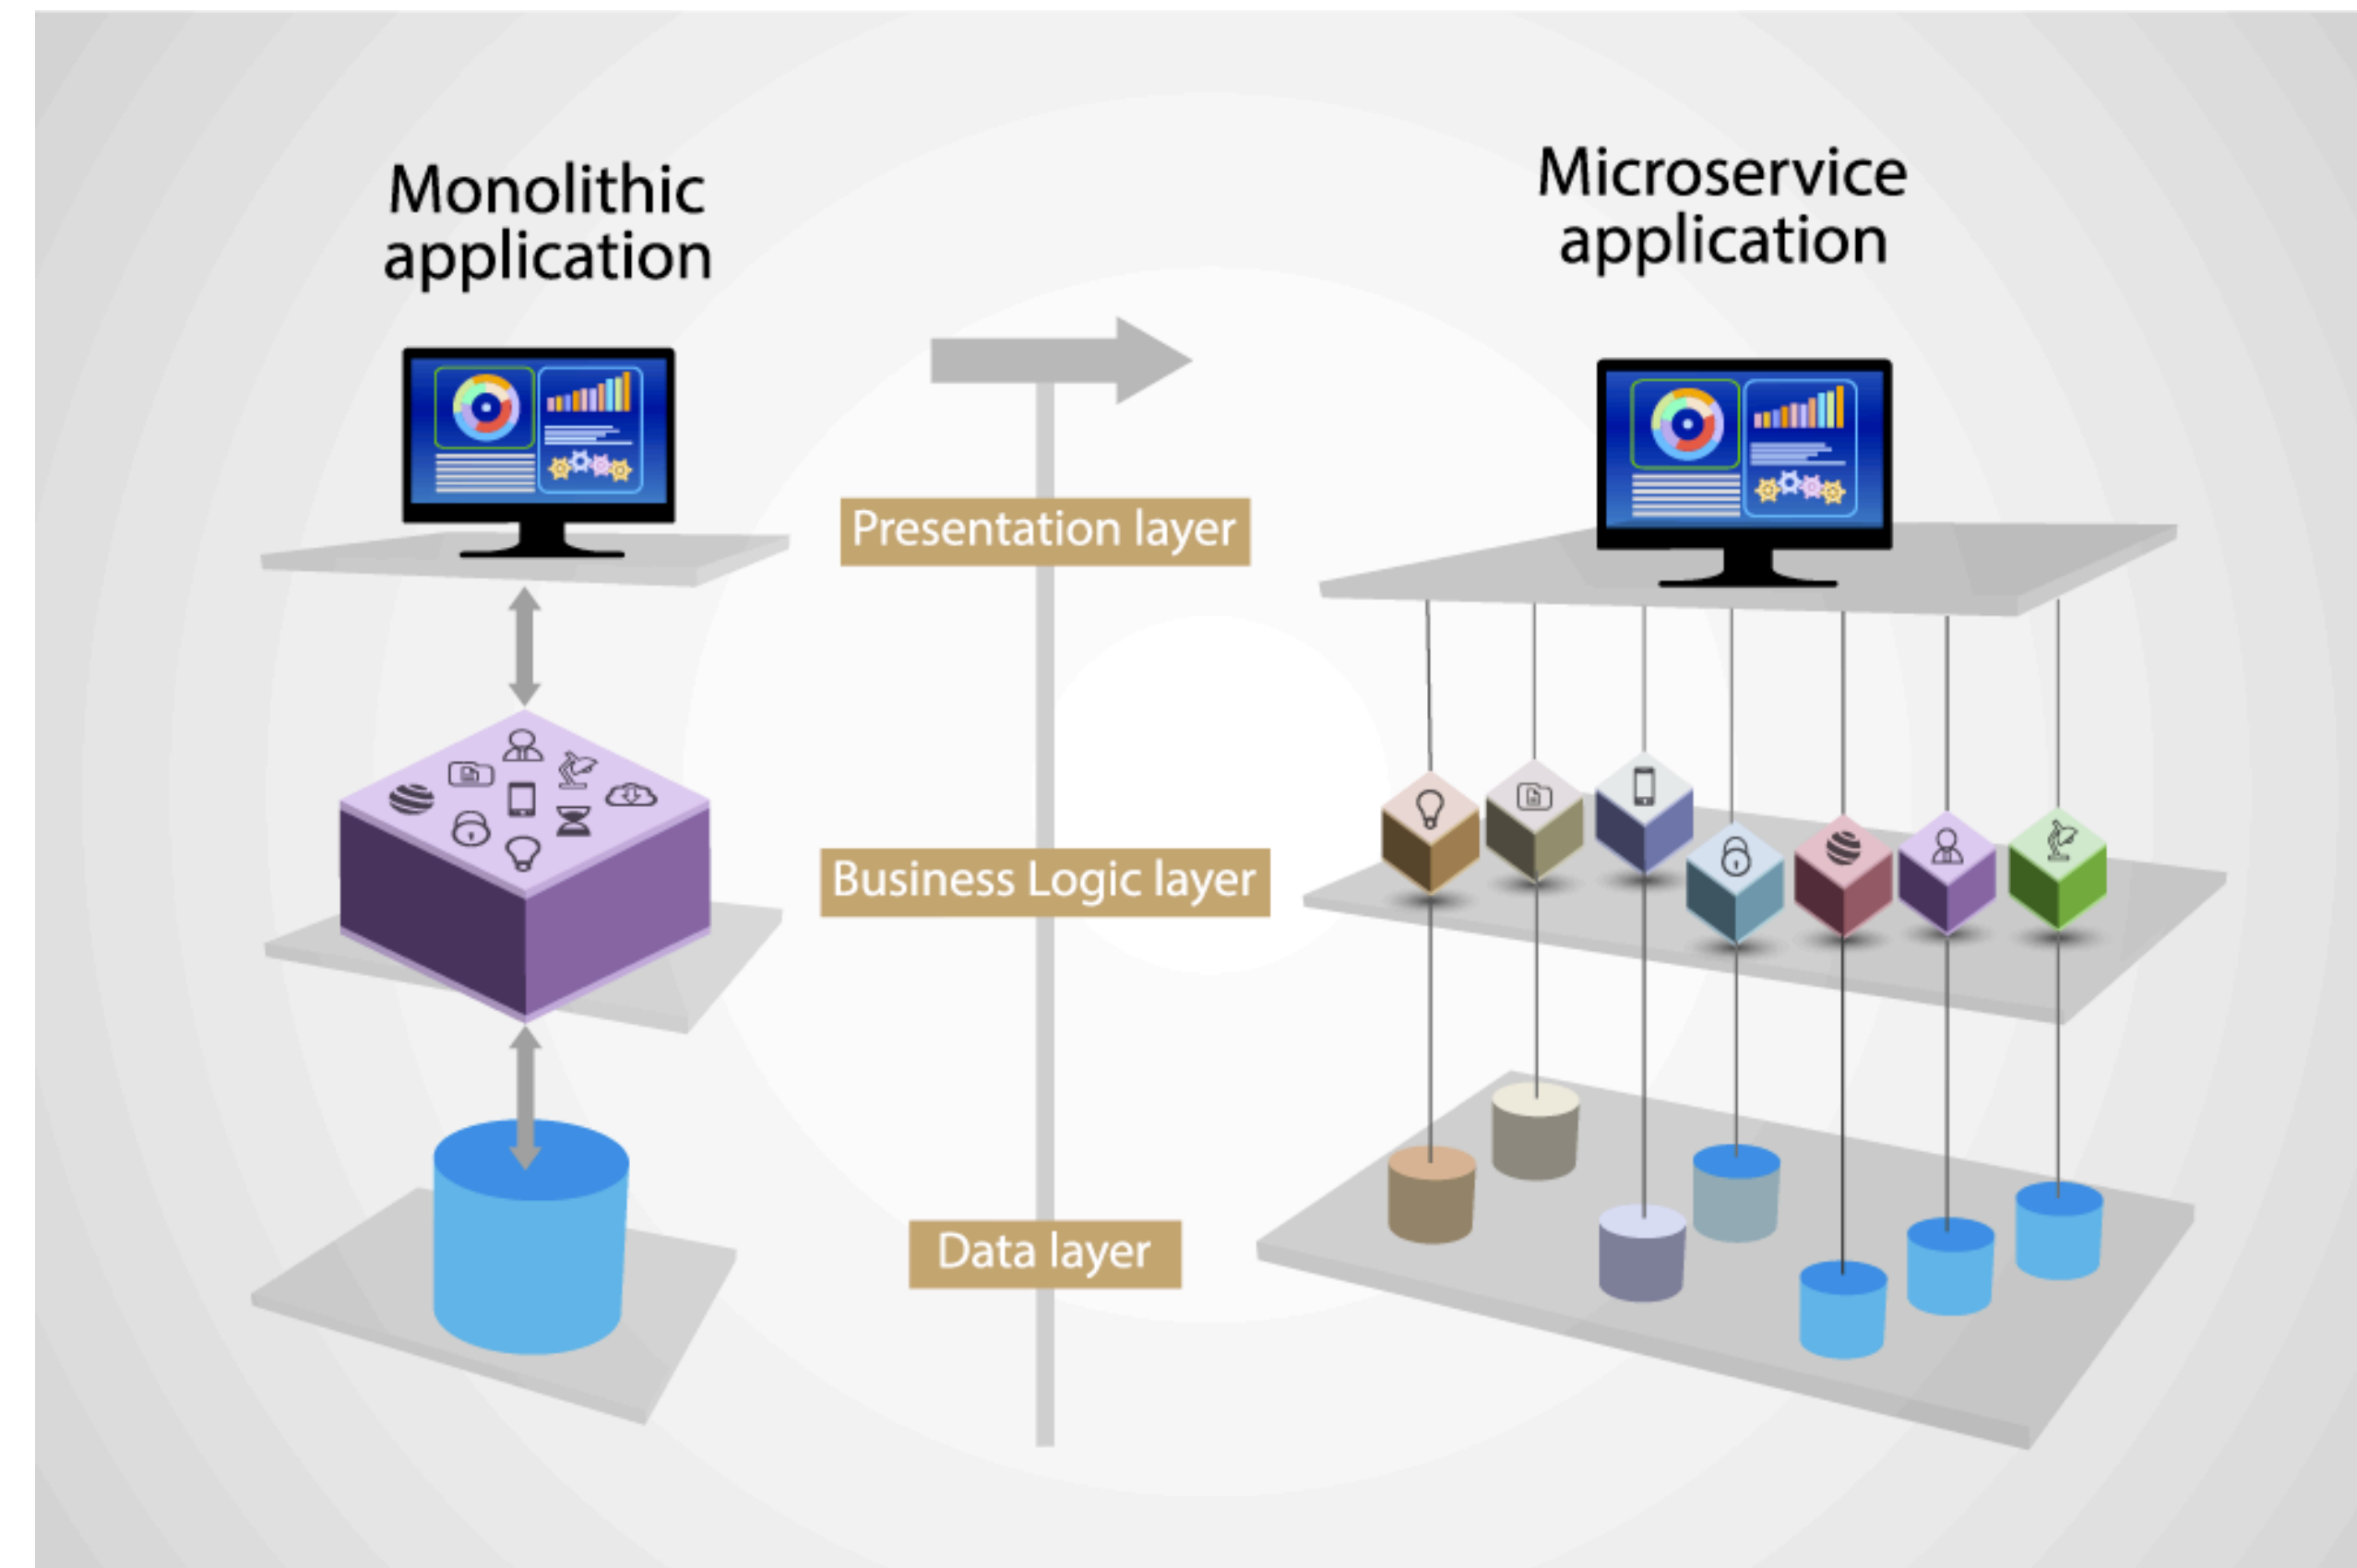 Monolithic
application
Microservice
application
Presentation layer
Business Logic layer
Data layer